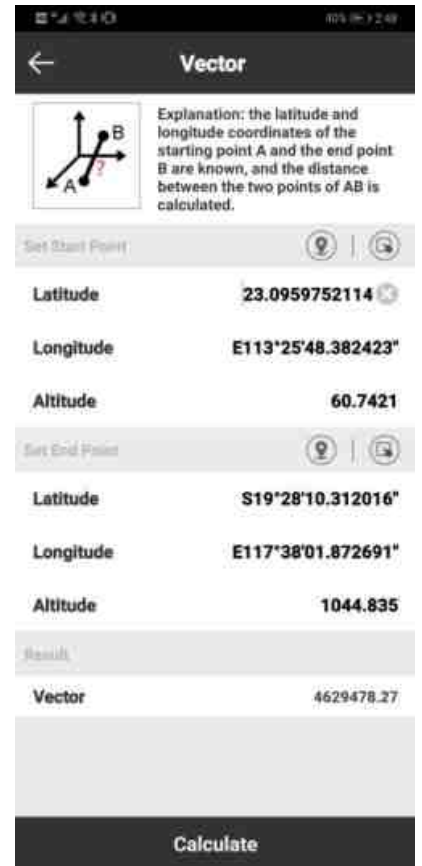 40% 2:48
Vector
B
?
A
Explanation: the latitude and
longitude coordinates of the
starting point A and the end point
B are known, and the distance
between the two points of AB is
calculated.
Set Start Point
Latitude 23.0959752114
Longitude E113°25'48.382423"
Altitude 60.7421
Set End Point
Latitude S19°28'10.312016"
Longitude E117°38'01.872691"
Altitude 1044.835
Result
Vector 4629478.27
Calculate